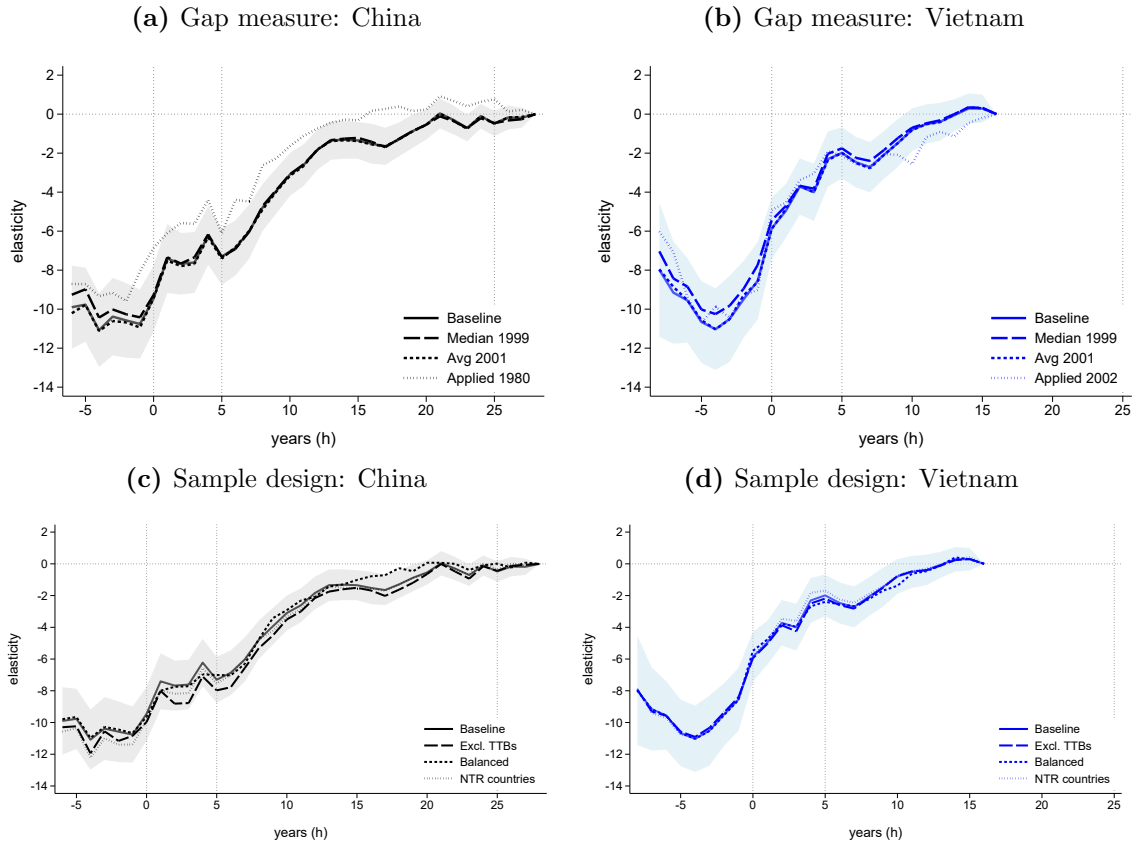 (a) Gap measure: China
(b) Gap measure: Vietnam
2
0
-2
-4
-6
-8
-10
-12
-14
elasticity
-5 0 5 10 15 20 25
years (h)
Baseline
Median 1999
Avg 2001
Applied 1980
2
0
-2
-4
-6
-8
-10
-12
-14
elasticity
-5 0 5 10 15 20 25
years (h)
Baseline
Median 1999
Avg 2001
Applied 2002
(c) Sample design: China
(d) Sample design: Vietnam
2
0
-2
-4
-6
-8
-10
-12
-14
elasticity
-5 0 5 10 15 20 25
years (h)
Baseline
Excl. TTBs
Balanced
NTR countries
2
0
-2
-4
-6
-8
-10
-12
-14
elasticity
-5 0 5 10 15 20 25
years (h)
Baseline
Excl. TTBs
Balanced
NTR countries